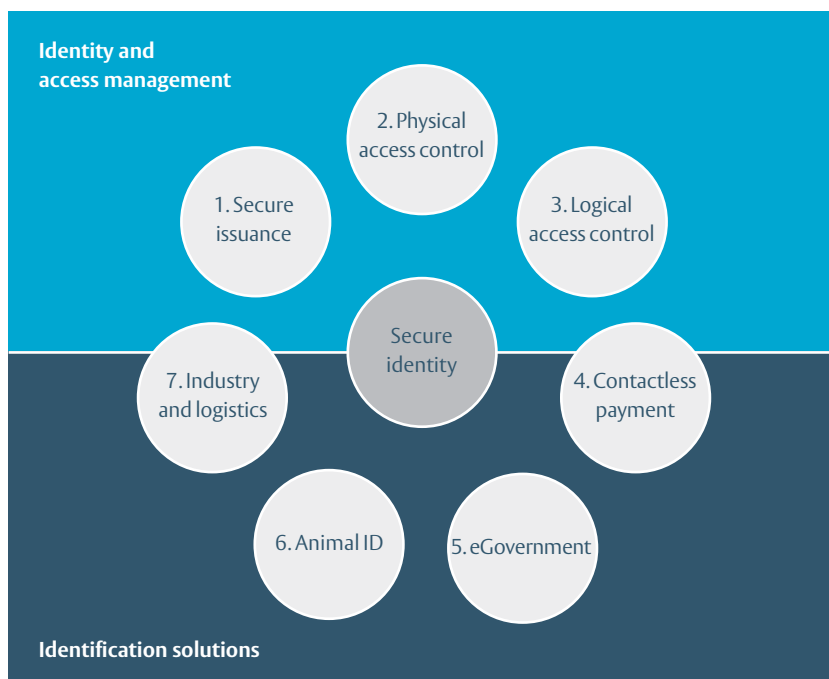 Identity and
access management
2. Physical
access control
1. Secure
issuance
3. Logical
access control
Secure
identity
7. Industry
and logistics
4. Contactless
payment
6. Animal ID
5. eGovernment
Identification solutions